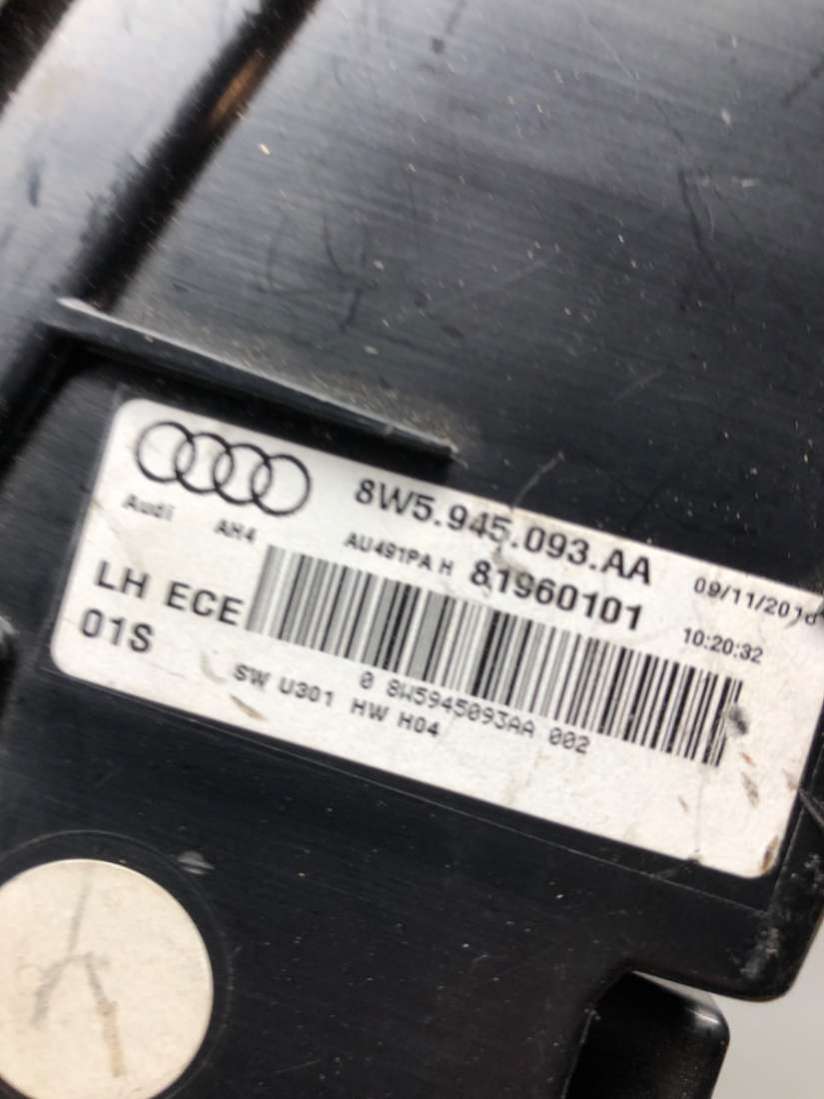 8W5.945.093.AA
Audi AH4 AU491PA H 81960101 09/11/2018
LH ECE 10:20:32
01S
0 8W5945093AA 002
SW U301 HW H04